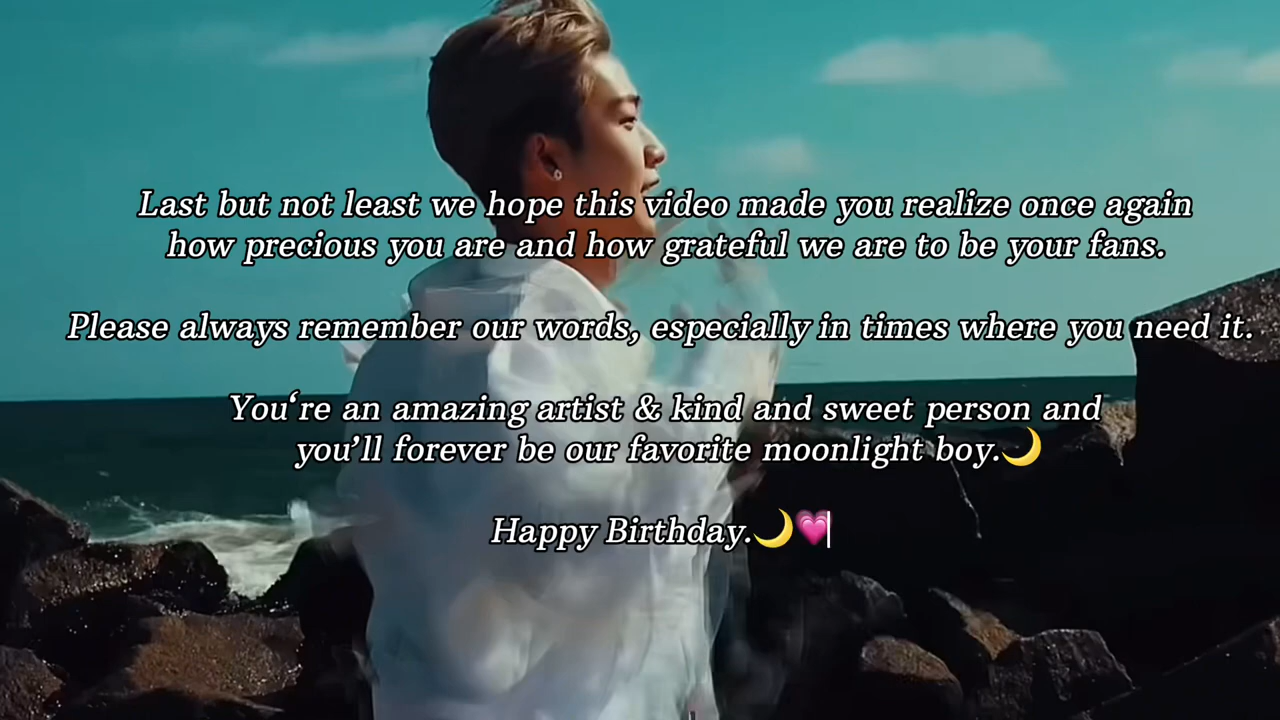 Last but not least we hope this video made you realize once again
how precious you are and how grateful we are to be your fans.
Please always remember our words, especially in times where you need it.
You‘re an amazing artist & kind and sweet person and
you’ll forever be our favorite moonlight boy.🌙
Happy Birthday.🌙💗